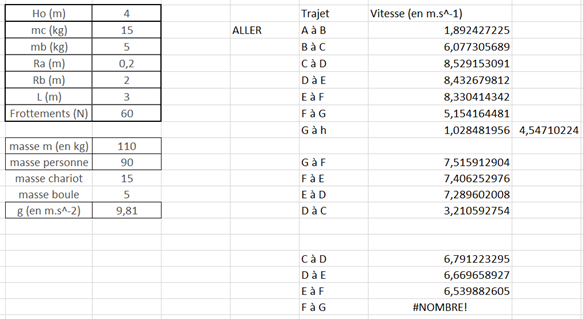 Ho (m) 4 Trajet Vitesse (en m.s^-1)
mc (kg) 15 ALLER A à B 1,892427225
mb (kg) 5 B à C 6,077305689
Ra (m) 0,2 C à D 8,529153091
Rb (m) 2 D à E 8,432679812
L (m) 3 E à F 8,330414342
Frottements (N) 60 F à G 5,154164481
G à h 1,028481956 4,54710224
masse m (en kg) 110
masse personne 90 G à F 7,515912904
masse chariot 15 F à E 7,406252976
masse boule 5 E à D 7,289602008
g (en m.s^-2) 9,81 D à C 3,210592754
C à D 6,791223295
D à E 6,669658927
E à F 6,539882605
F à G #NOMBRE!